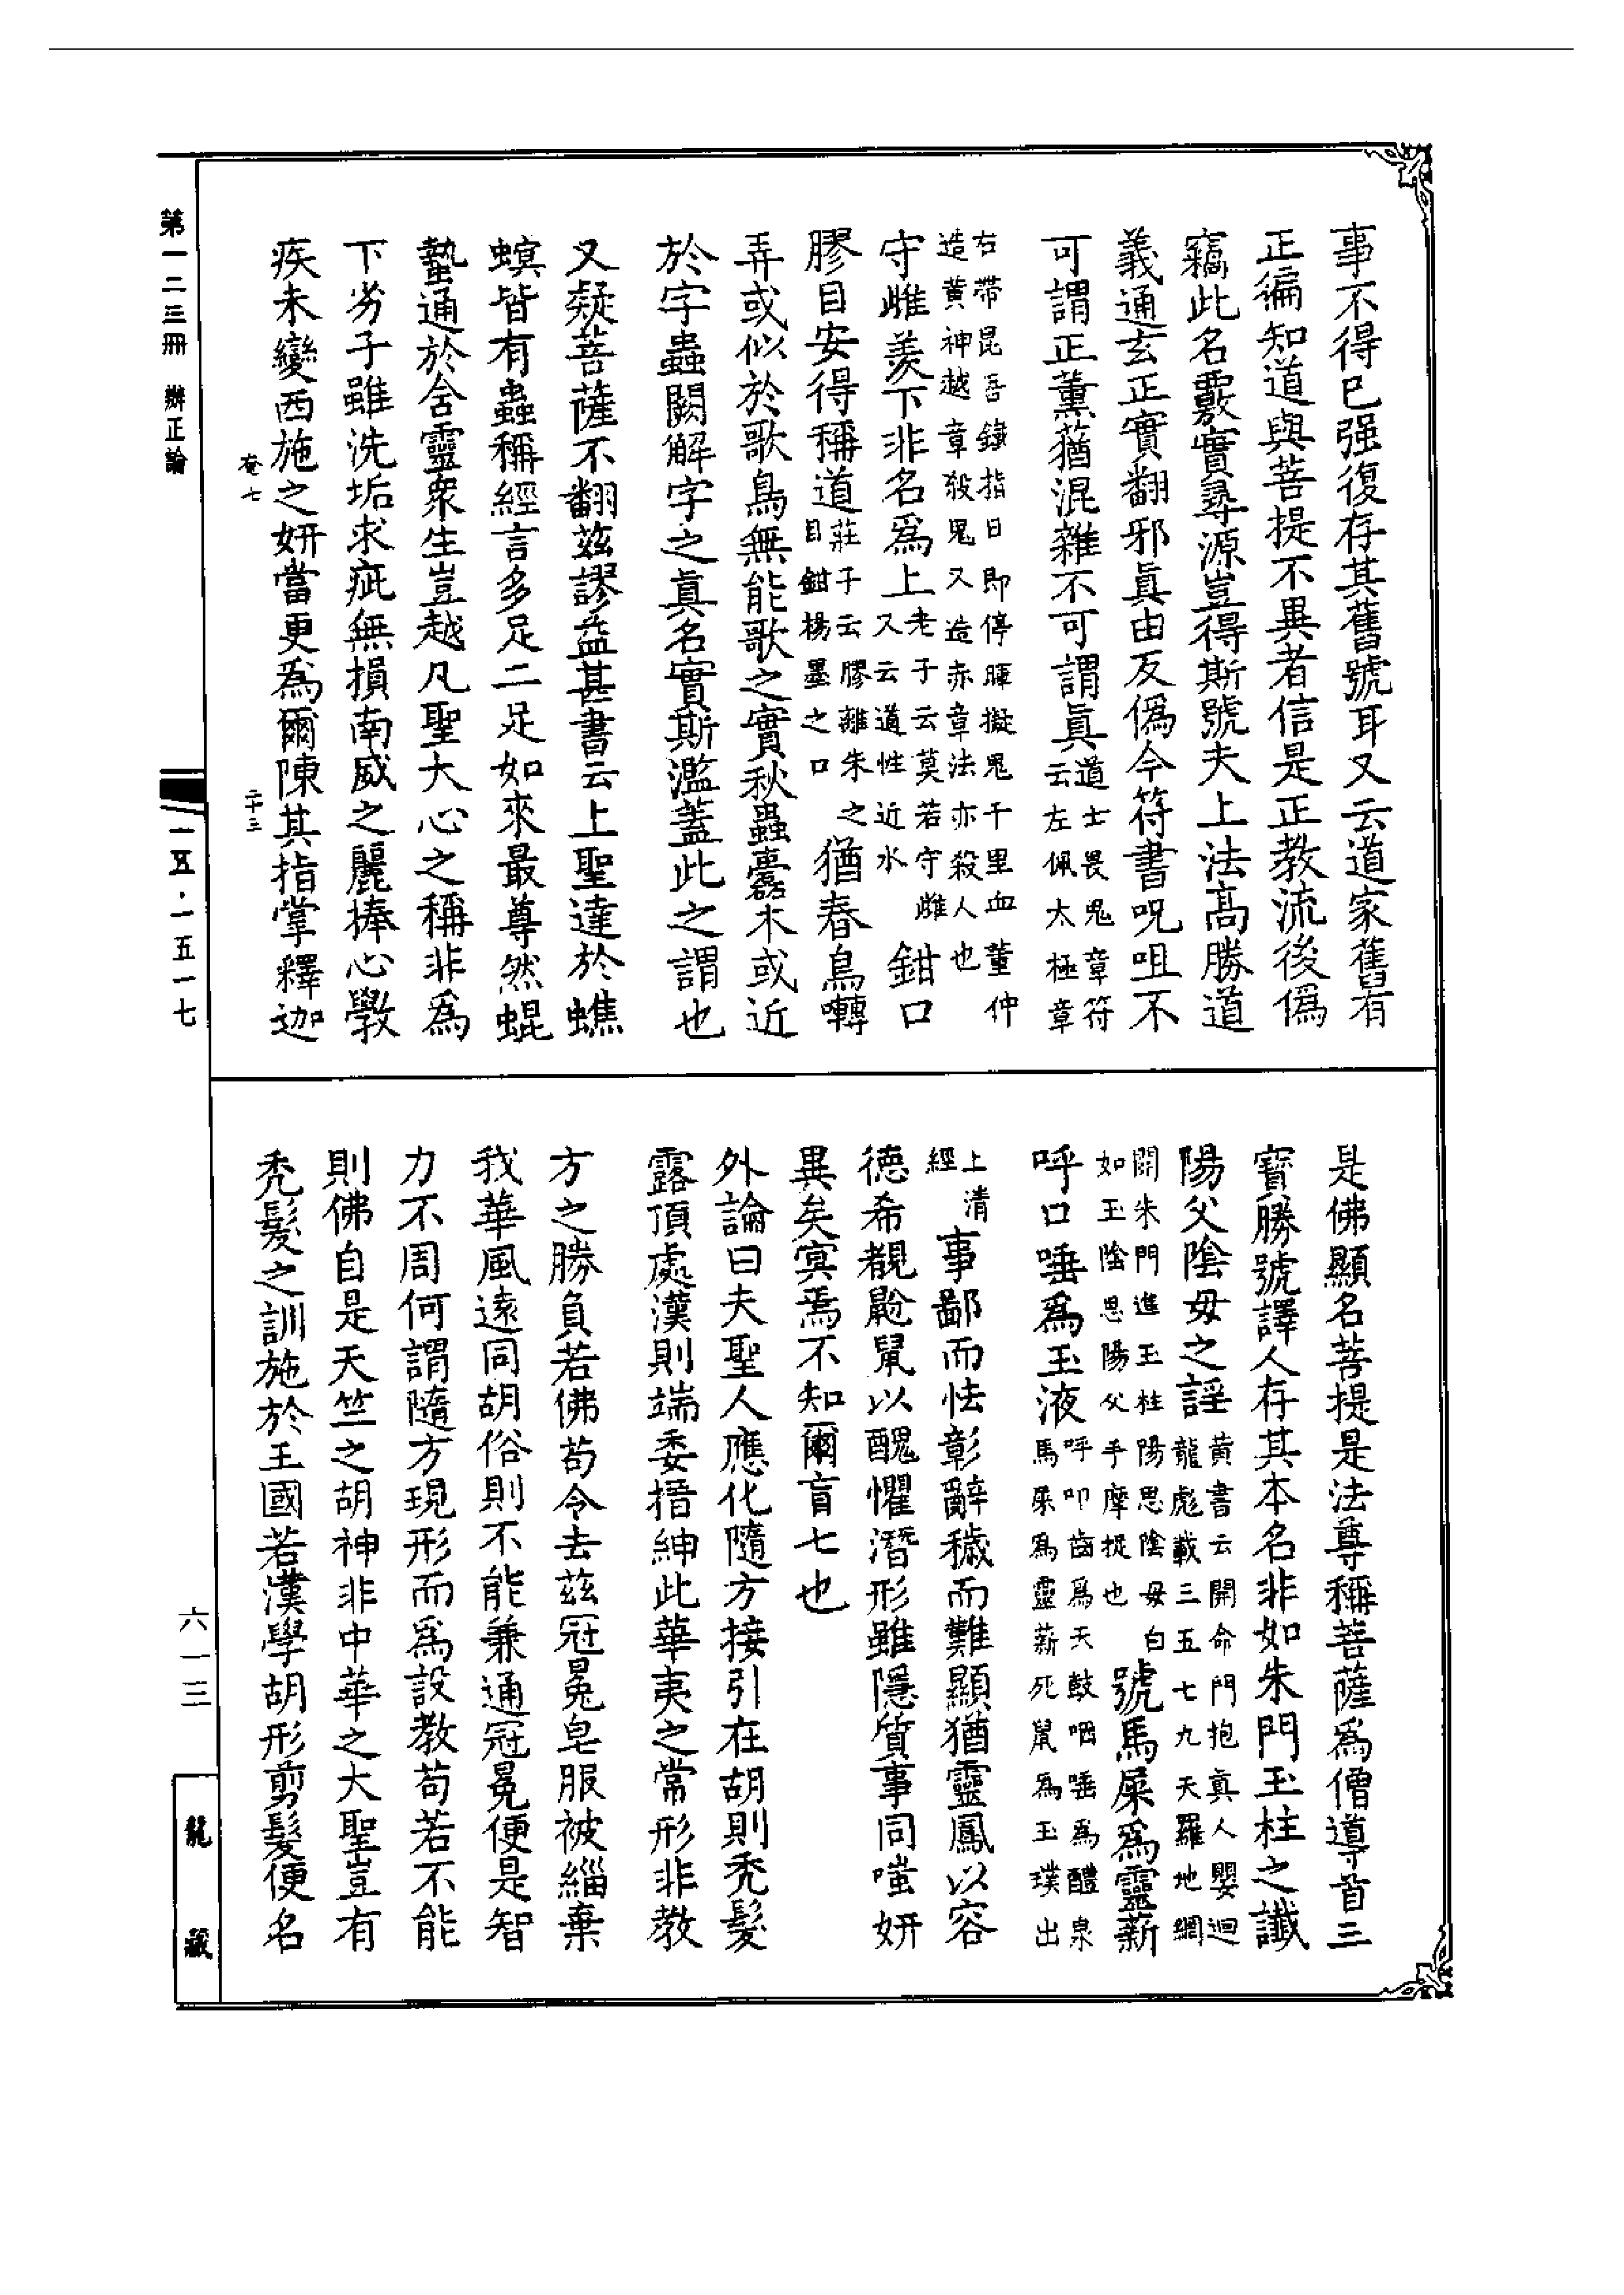 事不得已强復存其舊號耳又云道家舊有
正徧知道與菩提不異者信是正教流後僞
竊此名覈實尋源豈得斯號夫上法高勝道
義通玄正實翻邪眞由反僞今符書呪咀不
可謂正薰蕕混雜不可謂眞道士畏鬼章符云左佩太極章
右帶昆吾鐵指日即停暉擬鬼千里血董仲造黄神越章殺鬼又造赤章法亦殺人也
守雌羨下非名爲上老子云莫若守雌又云道性近水鉗口
膠目安得稱道莊子云膠離朱之目鉗楊墨之口猶春鳥囀
弄或似於歌鳥無能歌之實秋蟲蠹木或近
於字蟲闕解字之眞名實斯濫蓋此之謂也
又疑菩薩不翻茲謬益甚書云上聖達於蟭
螟皆有蟲稱經言多足二足如來最尊然蜫
蟄通於含靈衆生豈越凡聖大心之稱非爲
下劣子雖洗垢求疵無損南威之麗捧心斅
疾未變西施之妍當更爲爾陳其指掌釋迦
是佛顯名菩提是法尊稱菩薩爲僧導首三
寶勝號譯人存其本名非如朱門玉柱之讖
陽父陰母之謡黄書云開命門抱眞人嬰迴龍彪載三五七九天羅地網
開朱門進玉柱陽思陰母白如玉陰思陽父手摩捉也號馬屎爲靈薪
呼口唾爲玉液呼叩齒爲天鼓咽唾爲醴泉馬屎爲靈薪死鼠爲玉璞出
上清經事鄙而怯彰辭穢而難顯猶靈鳳以容
德希覩鼢鼠以醜懼潛形雖隱質事同嗤妍
異矣㝠焉不知爾盲七也
外論曰夫聖人應化隨方接引在胡則禿髮
露頂處漢則端委搢紳此華夷之常形非教
方之勝負若佛苟令去茲冠冕皂服被緇棄
我華風遠同胡俗則不能兼通冠冕便是智
力不周何謂隨方現形而爲設教苟若不能
則佛自是天竺之胡神非中華之大聖豈有
禿髮之訓施於王國若漢學胡形剪髮便名
第一二三冊 辯正論
卷七
二十三
一五·一五一七
六一三
龍藏